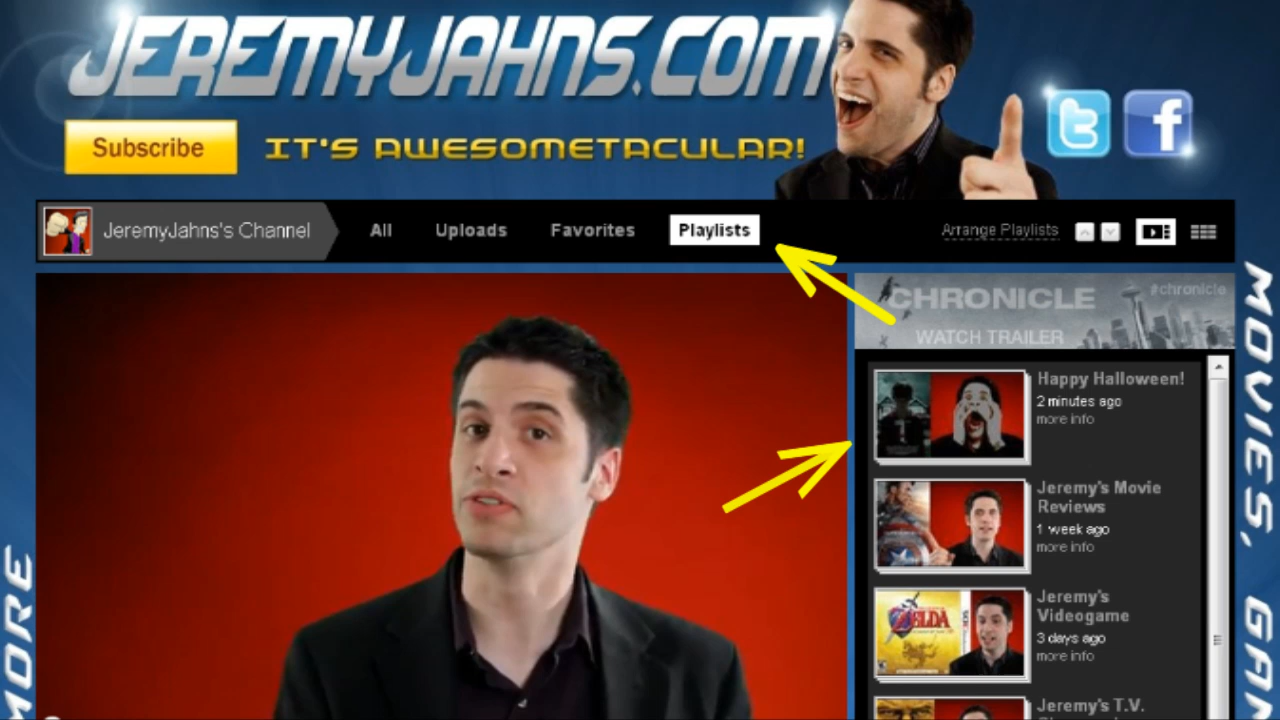 JEREMYJAHNS.COM
Subscribe
IT'S AWESOMETACULAR!
JeremyJahns's Channel
All
Uploads
Favorites
Playlists
Arrange Playlists
CHRONICLE
#chronicle
WATCH TRAILER
Happy Halloween!
2 minutes ago
more info
Jeremy's Movie
Reviews
1 week ago
more info
ZELDA
Jeremy's
Videogame
3 days ago
more info
Jeremy's T.V.
MORE
MOVIES, GAM